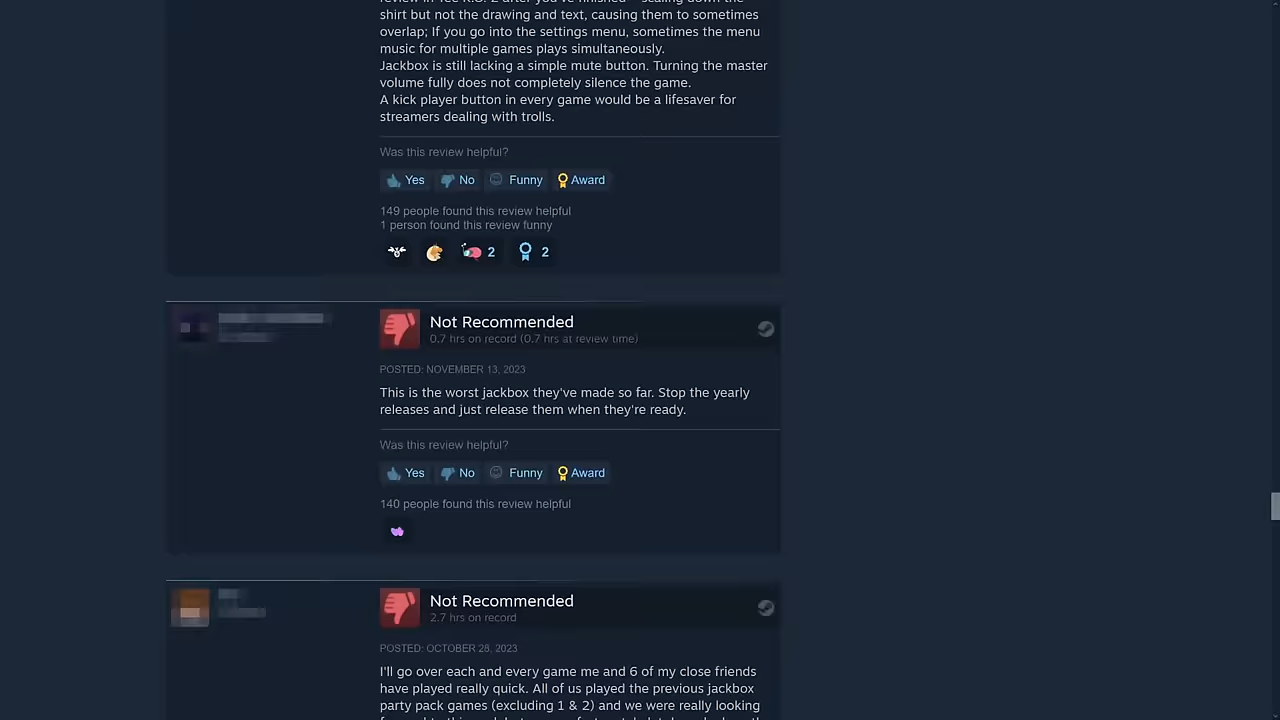 shirt but not the drawing and text, causing them to sometimes
overlap; If you go into the settings menu, sometimes the menu
music for multiple games plays simultaneously.
Jackbox is still lacking a simple mute button. Turning the master
volume fully does not completely silence the game.
A kick player button in every game would be a lifesaver for
streamers dealing with trolls.
Was this review helpful?
Yes No Funny Award
149 people found this review helpful
1 person found this review funny
2 2
Not Recommended
0.7 hrs on record (0.7 hrs at review time)
POSTED: NOVEMBER 13, 2023
This is the worst jackbox they've made so far. Stop the yearly
releases and just release them when they're ready.
Was this review helpful?
Yes No Funny Award
140 people found this review helpful
Not Recommended
2.7 hrs on record
POSTED: OCTOBER 28, 2023
I'll go over each and every game me and 6 of my close friends
have played really quick. All of us played the previous jackbox
party pack games (excluding 1 & 2) and we were really looking